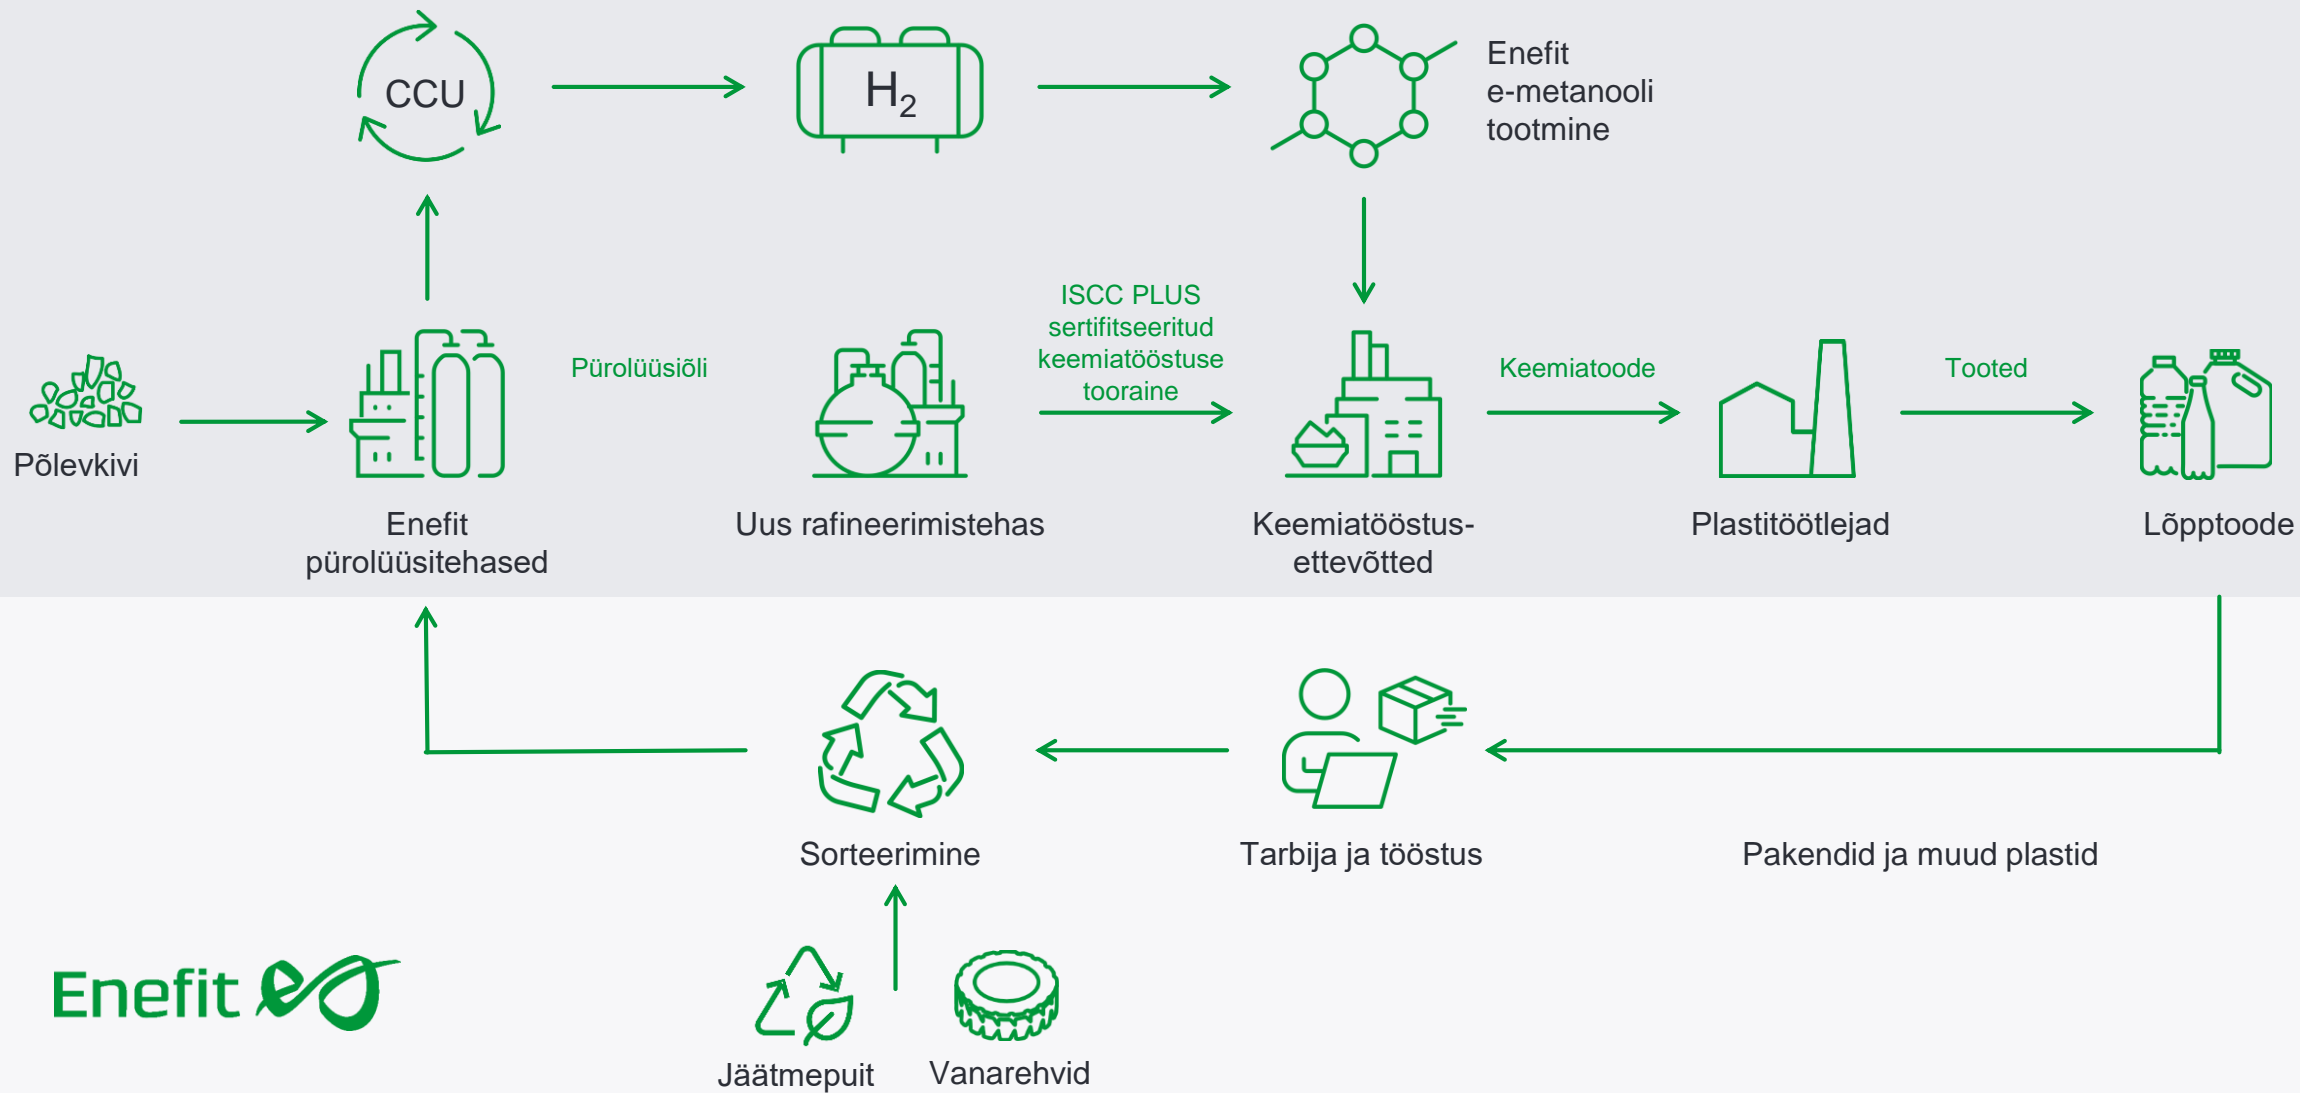 CCU
H₂
Enefit
e-metanooli
tootmine
Põlevkivi
Pürolüüsiõli
ISCC PLUS
sertifitseeritud
keemiatööstuse
tooraine
Keemiatoode
Tooted
Enefit
pürolüüsitehased
Uus rafineerimistehas
Keemiatööstus-
ettevõtted
Plastitöötlejad
Lõpptoode
Sorteerimine
Tarbija ja tööstus
Pakendid ja muud plastid
Enefit
Jäätmepuit
Vanarehvid